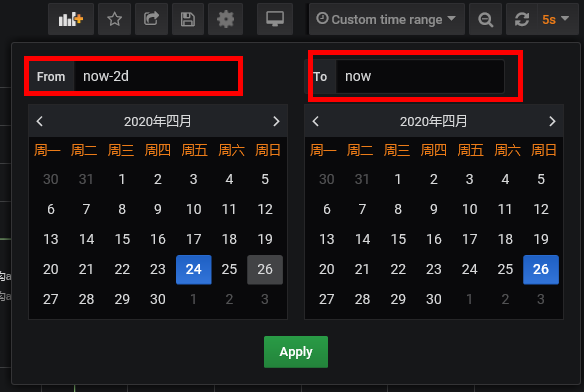 Custom time range 5s
From now-2d To now
2020年四月 2020年四月
周一 周二 周三 周四 周五 周六 周日 周一 周二 周三 周四 周五 周六 周日
30 31 1 2 3 4 5 30 31 1 2 3 4 5
6 7 8 9 10 11 12 6 7 8 9 10 11 12
13 14 15 16 17 18 19 13 14 15 16 17 18 19
20 21 22 23 24 25 26 20 21 22 23 24 25 26
27 28 29 30 1 2 3 27 28 29 30 1 2 3
Apply